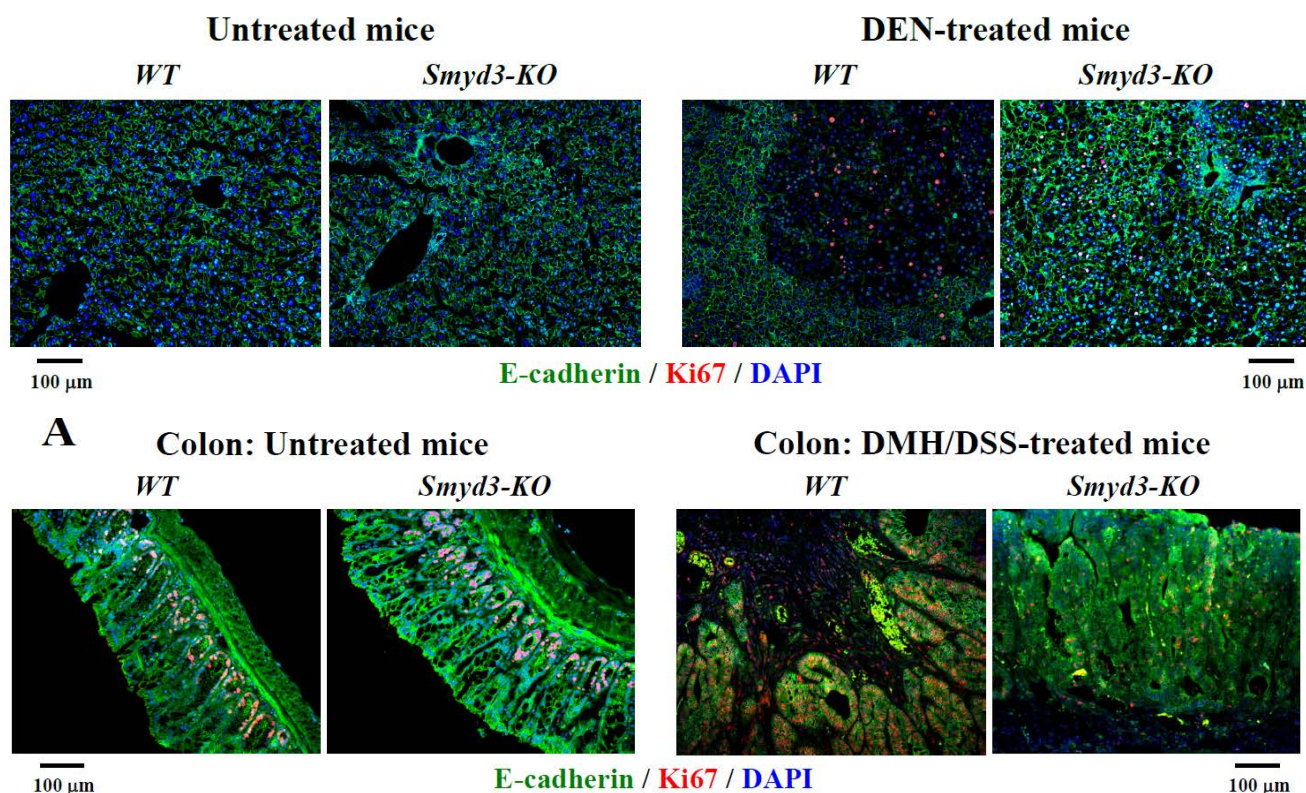 Untreated mice DEN-treated mice
WT Smyd3-KO WT Smyd3-KO
100 μm 100 μm
E-cadherin / Ki67 / DAPI
A
Colon: Untreated mice Colon: DMH/DSS-treated mice
WT Smyd3-KO WT Smyd3-KO
100 μm 100 μm
E-cadherin / Ki67 / DAPI